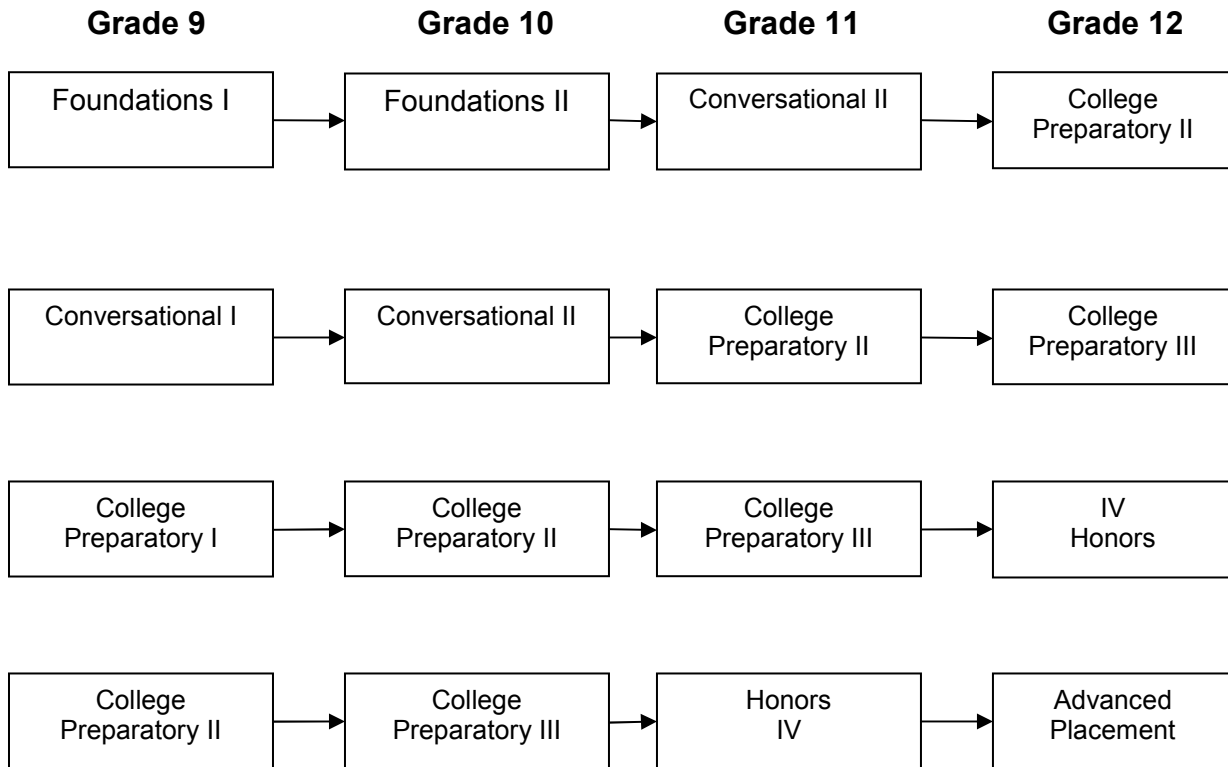 Grade 9 Grade 10 Grade 11 Grade 12
Foundations I
Foundations II
Conversational II
College
Preparatory II
Conversational I
Conversational II
College
Preparatory II
College
Preparatory III
College
Preparatory I
College
Preparatory II
College
Preparatory III
IV
Honors
College
Preparatory II
College
Preparatory III
Honors
IV
Advanced
Placement